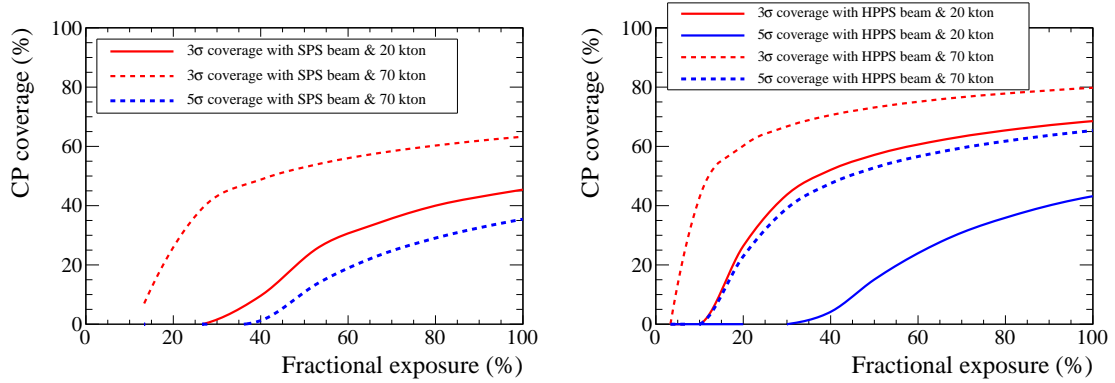 CP coverage (%)
100
80
60
40
20
0
3σ coverage with SPS beam & 20 kton
3σ coverage with SPS beam & 70 kton
5σ coverage with SPS beam & 70 kton
0 20 40 60 80 100
Fractional exposure (%)
CP coverage (%)
100
80
60
40
20
0
3σ coverage with HPPS beam & 20 kton
5σ coverage with HPPS beam & 20 kton
3σ coverage with HPPS beam & 70 kton
5σ coverage with HPPS beam & 70 kton
0 20 40 60 80 100
Fractional exposure (%)